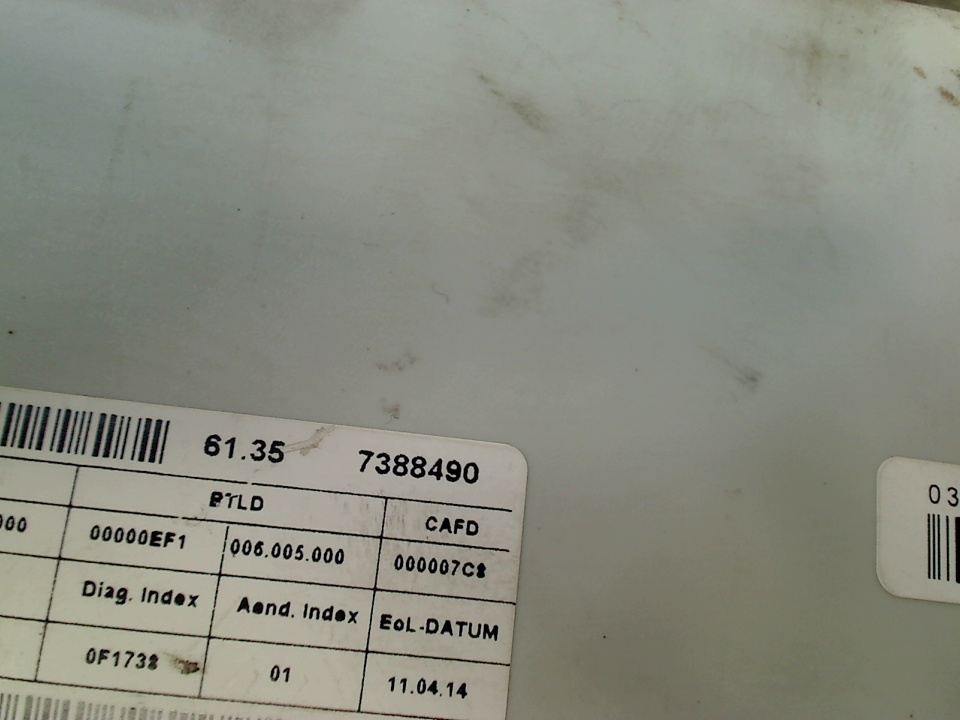 61.35 7388490
BTLD CAFD
000 00000EF1 006.005.000 000007C8
Diag. Index Aend. Index EoL-DATUM
0F1738 01 11.04.14
03